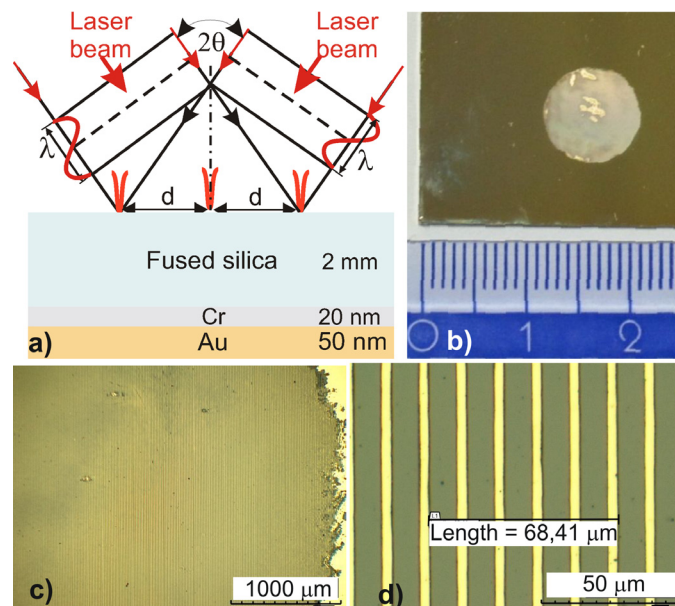 Laser
beam
2θ
Laser
beam
λ
λ
d
d
Fused silica 2 mm
Cr 20 nm
a) Au 50 nm
0 1 2
b)
c) 1000 μm
Length = 68,41 μm
d) 50 μm